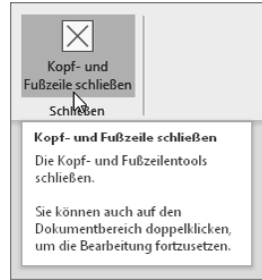 Kopf- und
Fußzeile schließen
Schließen
Kopf- und Fußzeile schließen
Die Kopf- und Fußzeilentools
schließen.
Sie können auch auf den
Dokumentbereich doppelklicken,
um die Bearbeitung fortzusetzen.